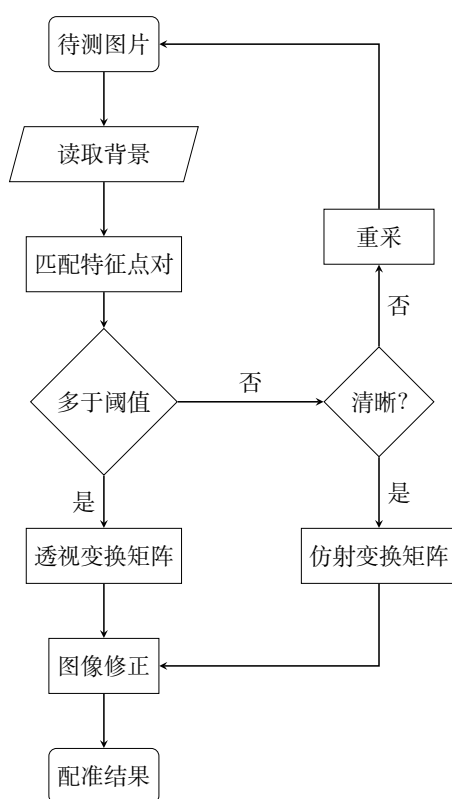 待测图片
读取背景
匹配特征点对
重采
否
多于阈值
否
清晰?
是
是
透视变换矩阵
仿射变换矩阵
图像修正
配准结果